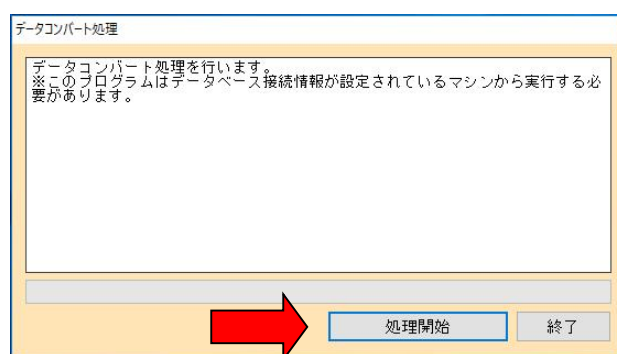 データコンバート処理
データコンバート処理を行います。
※このプログラムはデータベース接続情報が設定されているマシンから実行する必
要があります。
処理開始
終了